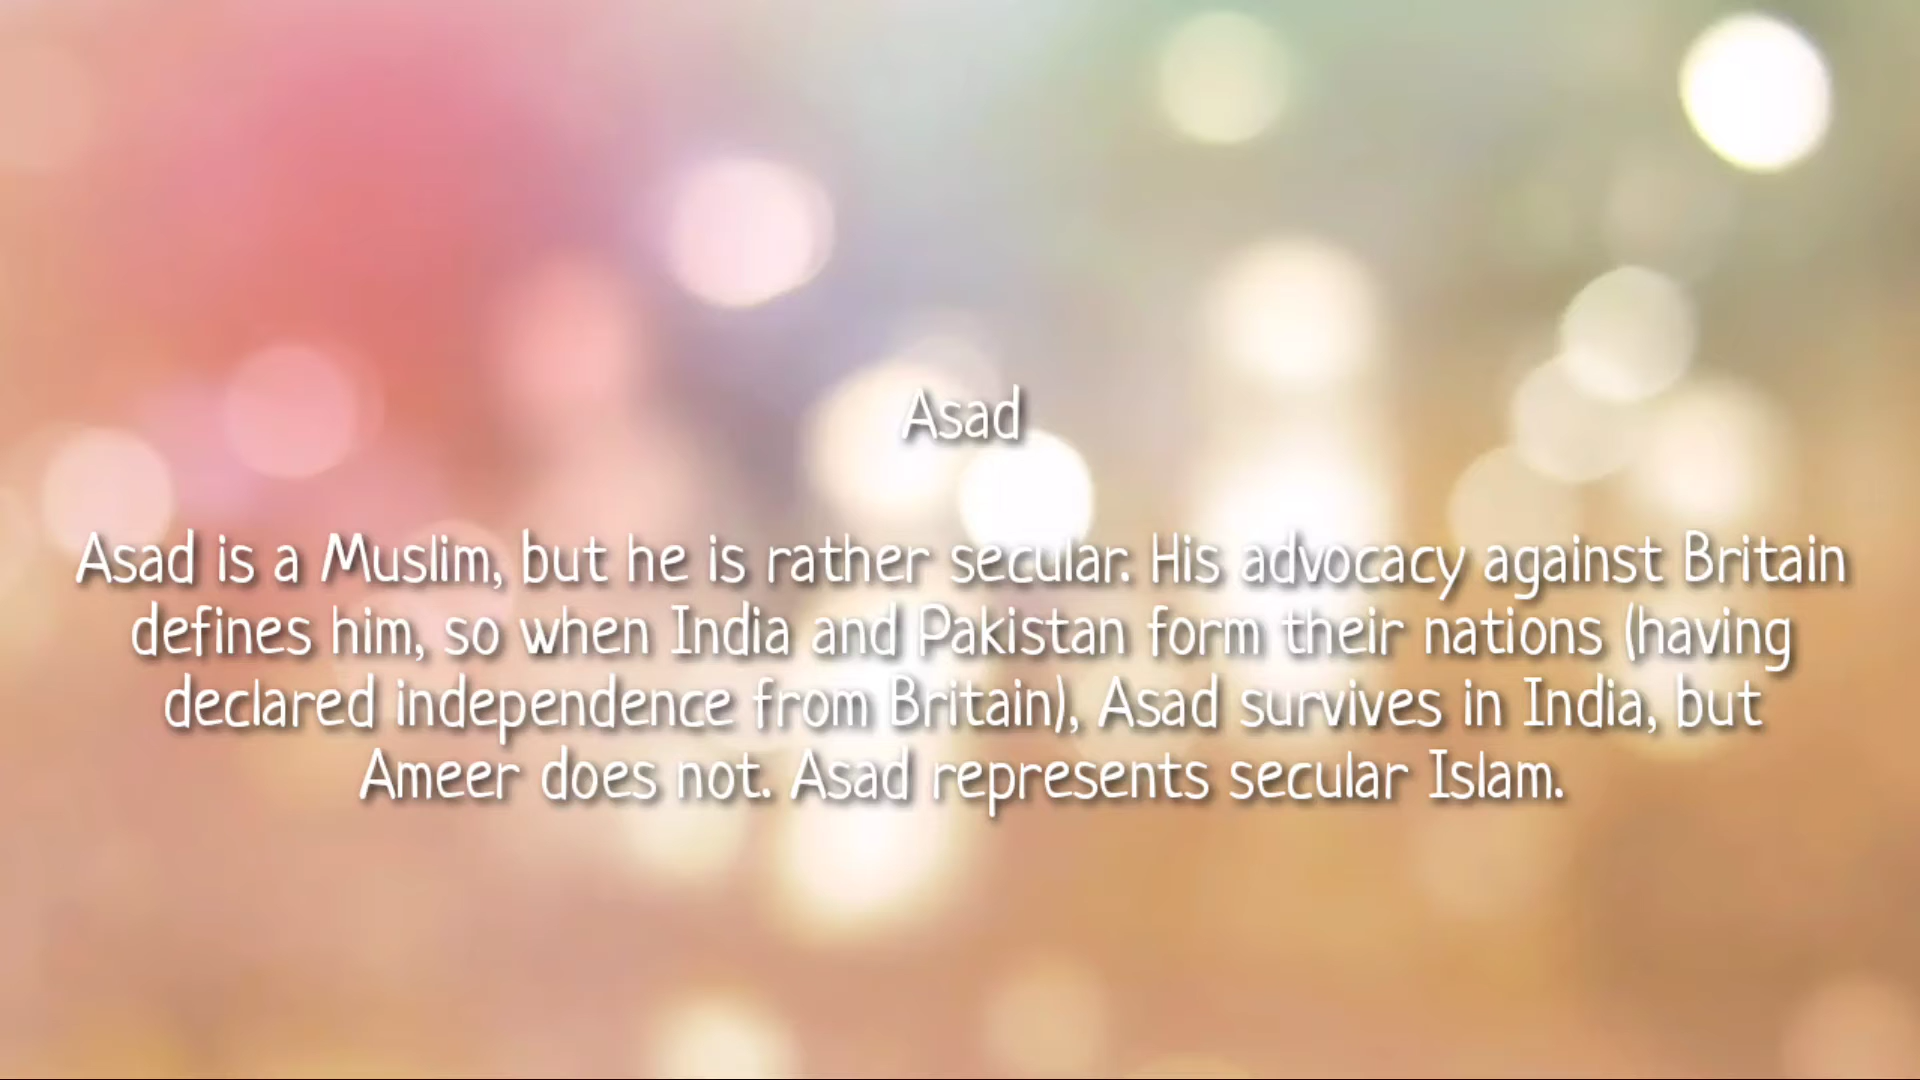 Asad
Asad is a Muslim, but he is rather secular. His advocacy against Britain
defines him, so when India and Pakistan form their nations (having
declared independence from Britain), Asad survives in India, but
Ameer does not. Asad represents secular Islam.